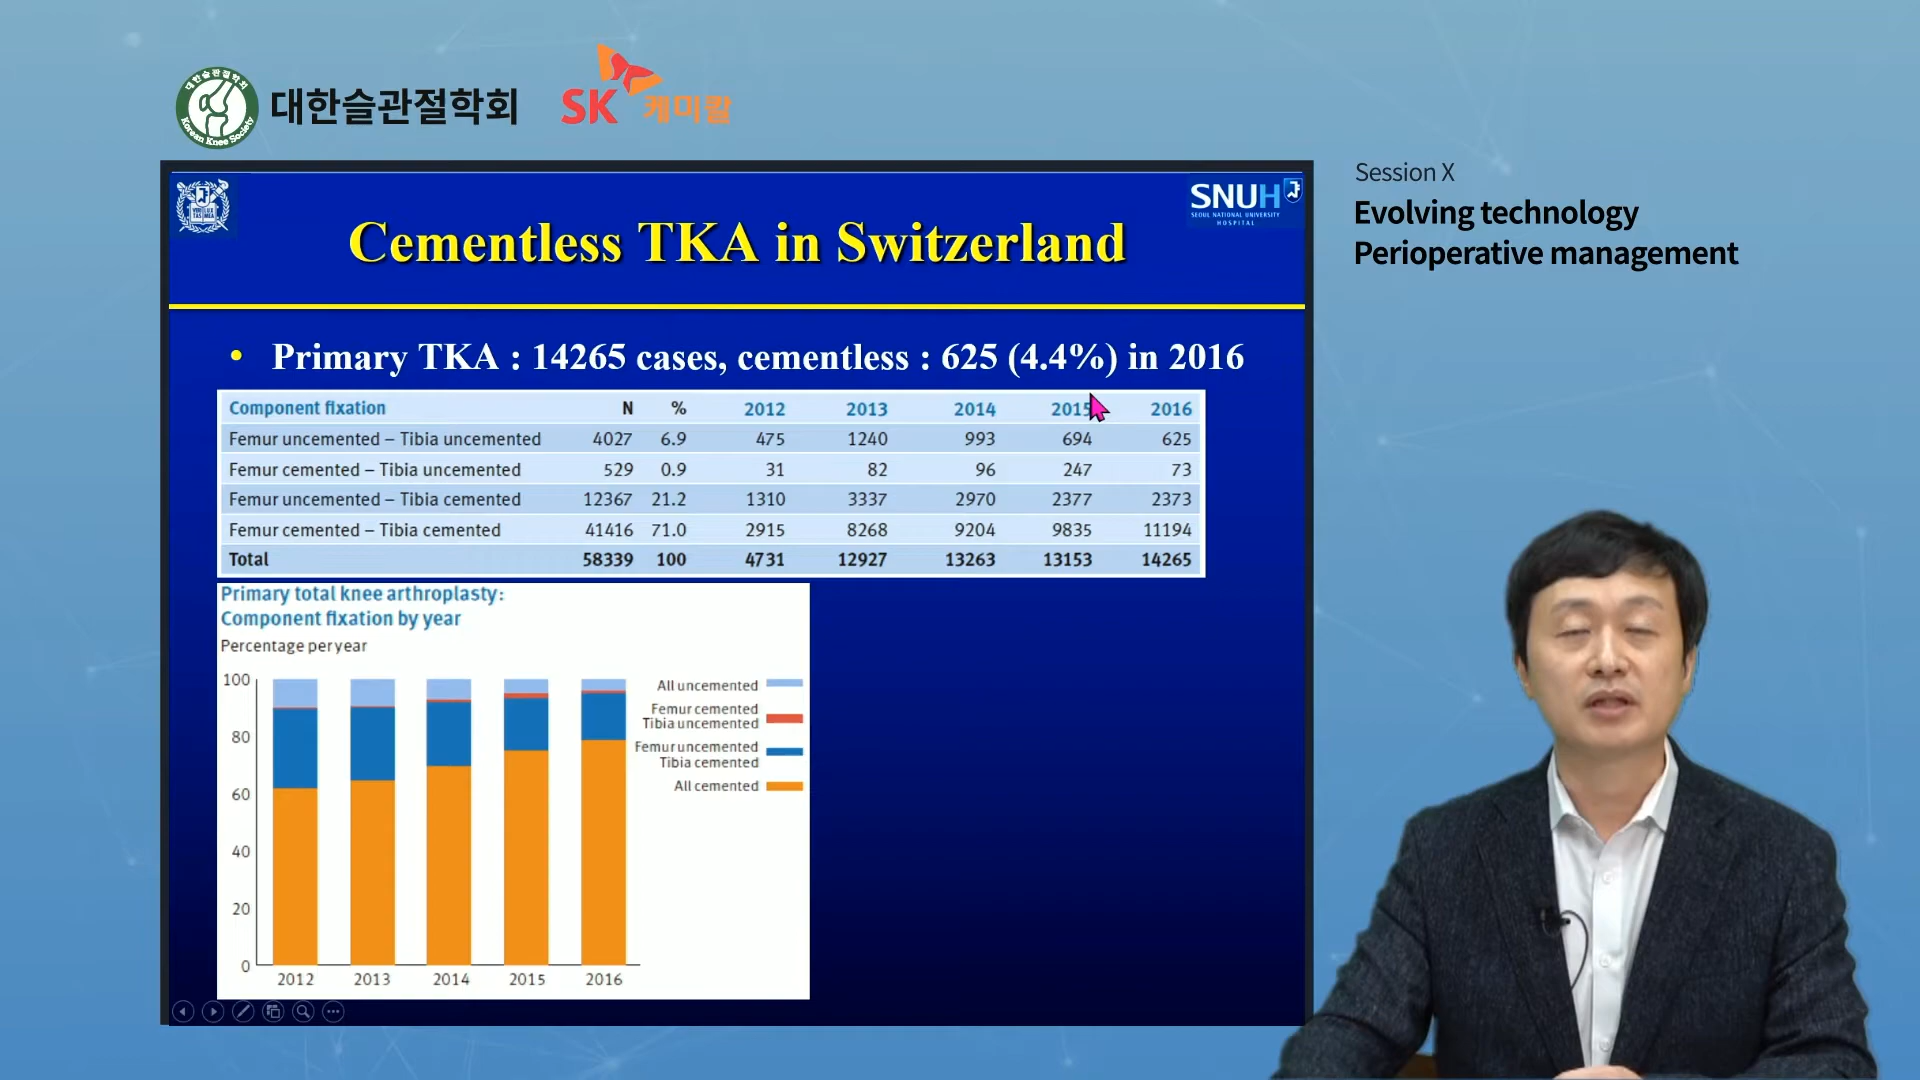 대한슬관절학회
Korean Knee Society
SK 케미칼
Session X
Evolving technology
Perioperative management
SNUH
SEOUL NATIONAL UNIVERSITY
HOSPITAL
Cementless TKA in Switzerland
• Primary TKA : 14265 cases, cementless : 625 (4.4%) in 2016
Component fixation N % 2012 2013 2014 2015 2016
Femur uncemented – Tibia uncemented 4027 6.9 475 1240 993 694 625
Femur cemented – Tibia uncemented 529 0.9 31 82 96 247 73
Femur uncemented – Tibia cemented 12367 21.2 1310 3337 2970 2377 2373
Femur cemented – Tibia cemented 41416 71.0 2915 8268 9204 9835 11194
Total 58339 100 4731 12927 13263 13153 14265
Primary total knee arthroplasty:
Component fixation by year
Percentage per year
100
80
60
40
20
0
2012 2013 2014 2015 2016
All uncemented
Femur cemented
Tibia uncemented
Femur uncemented
Tibia cemented
All cemented